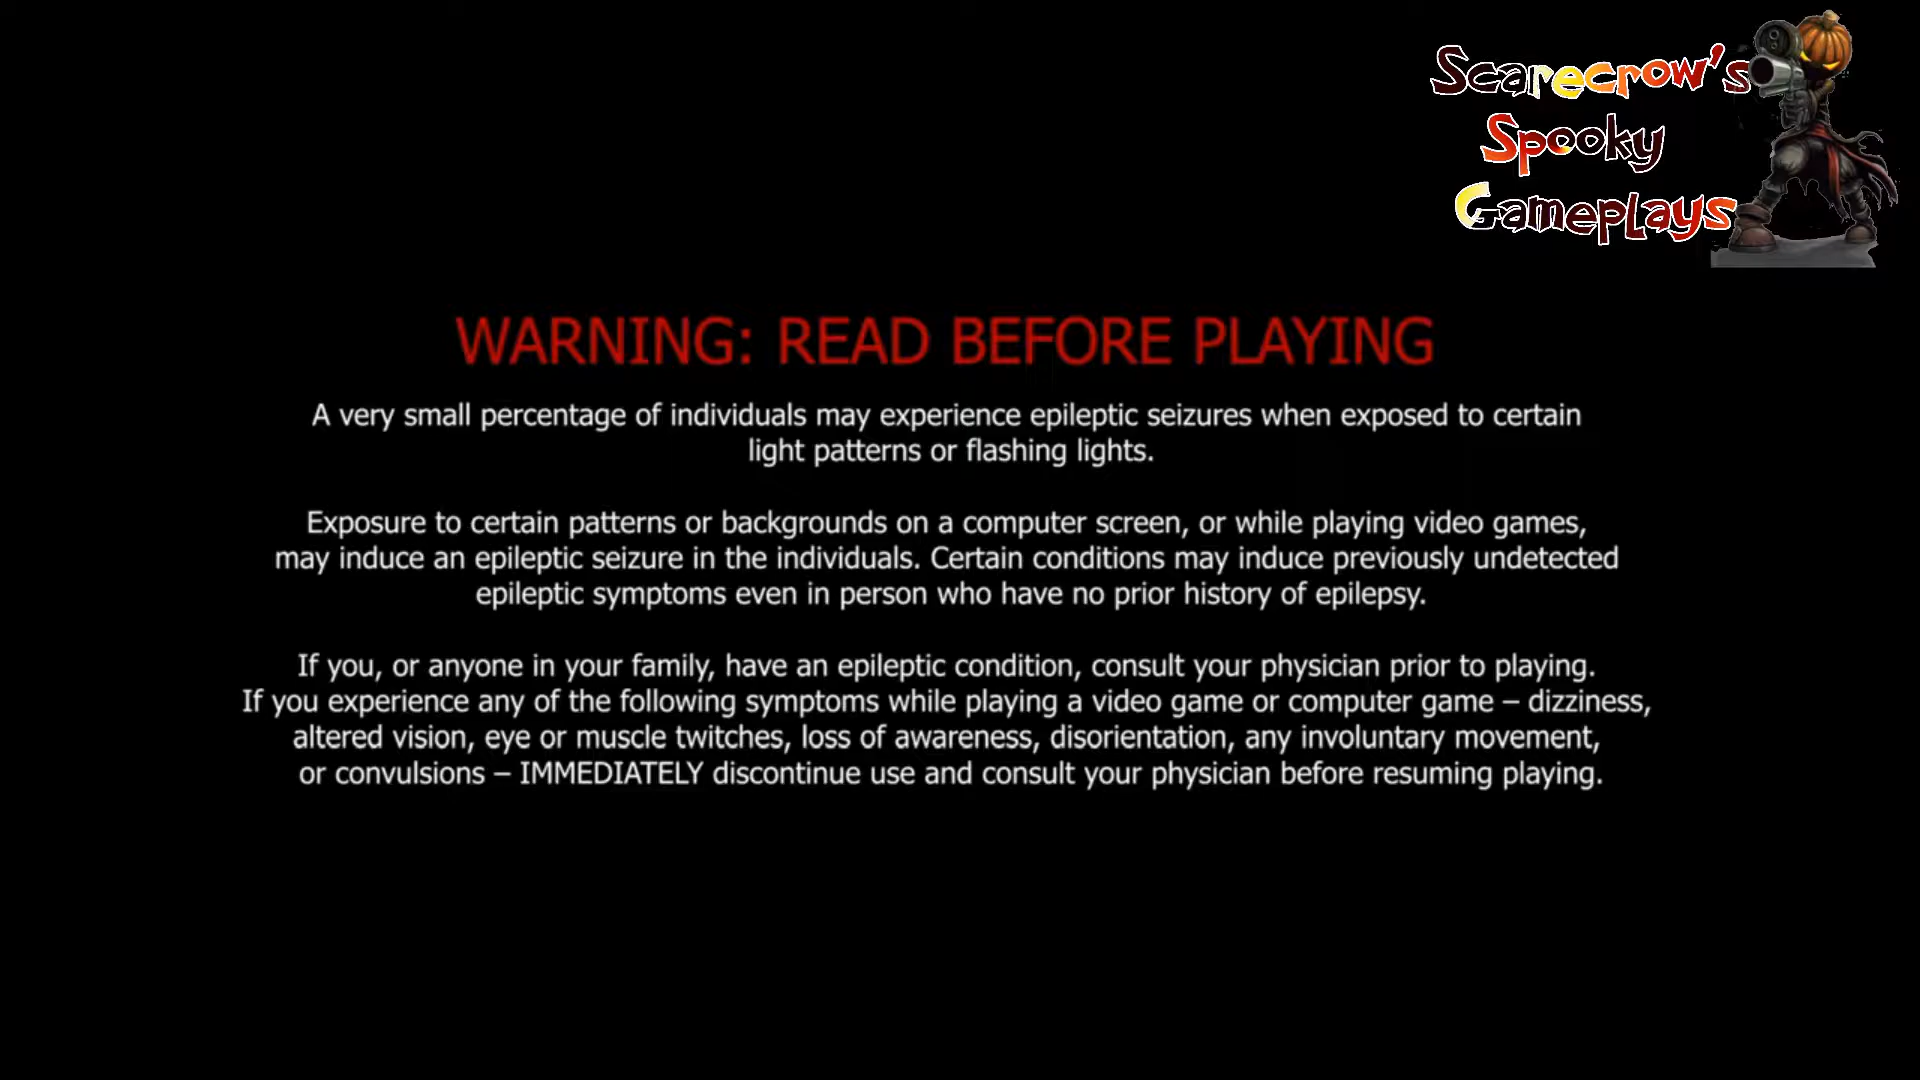 Scarecrow's
Spooky
Gameplays
WARNING: READ BEFORE PLAYING
A very small percentage of individuals may experience epileptic seizures when exposed to certain
light patterns or flashing lights.
Exposure to certain patterns or backgrounds on a computer screen, or while playing video games,
may induce an epileptic seizure in the individuals. Certain conditions may induce previously undetected
epileptic symptoms even in person who have no prior history of epilepsy.
If you, or anyone in your family, have an epileptic condition, consult your physician prior to playing.
If you experience any of the following symptoms while playing a video game or computer game – dizziness,
altered vision, eye or muscle twitches, loss of awareness, disorientation, any involuntary movement,
or convulsions – IMMEDIATELY discontinue use and consult your physician before resuming playing.